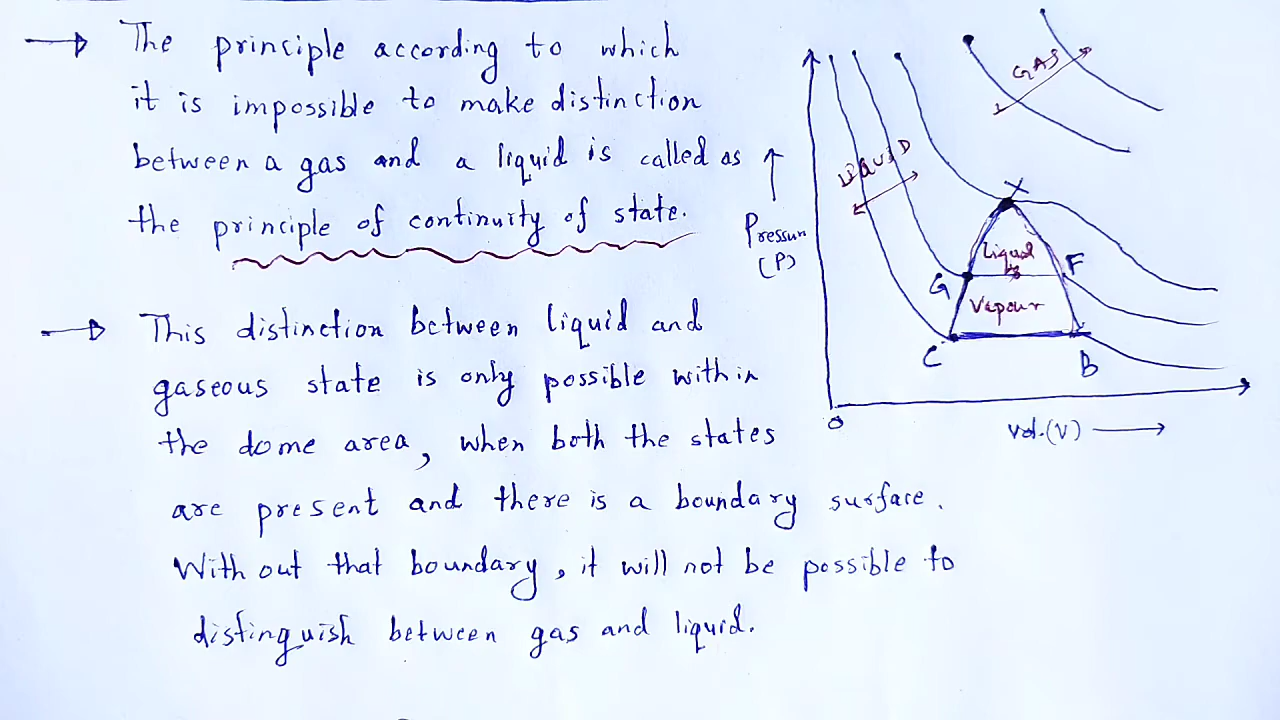 The principle according to which
it is impossible to make distinction
between a gas and a liquid is called as
the principle of continuity of state.
This distinction between liquid and
gaseous state is only possible within
the dome area, when both the states
are present and there is a boundary surface.
With out that boundary, it will not be possible to
distinguish between gas and liquid.
GAS
LIQUID
X
Pressure
(P)
Liquid
G
F
Vapour
C
B
O
Vol.(V)